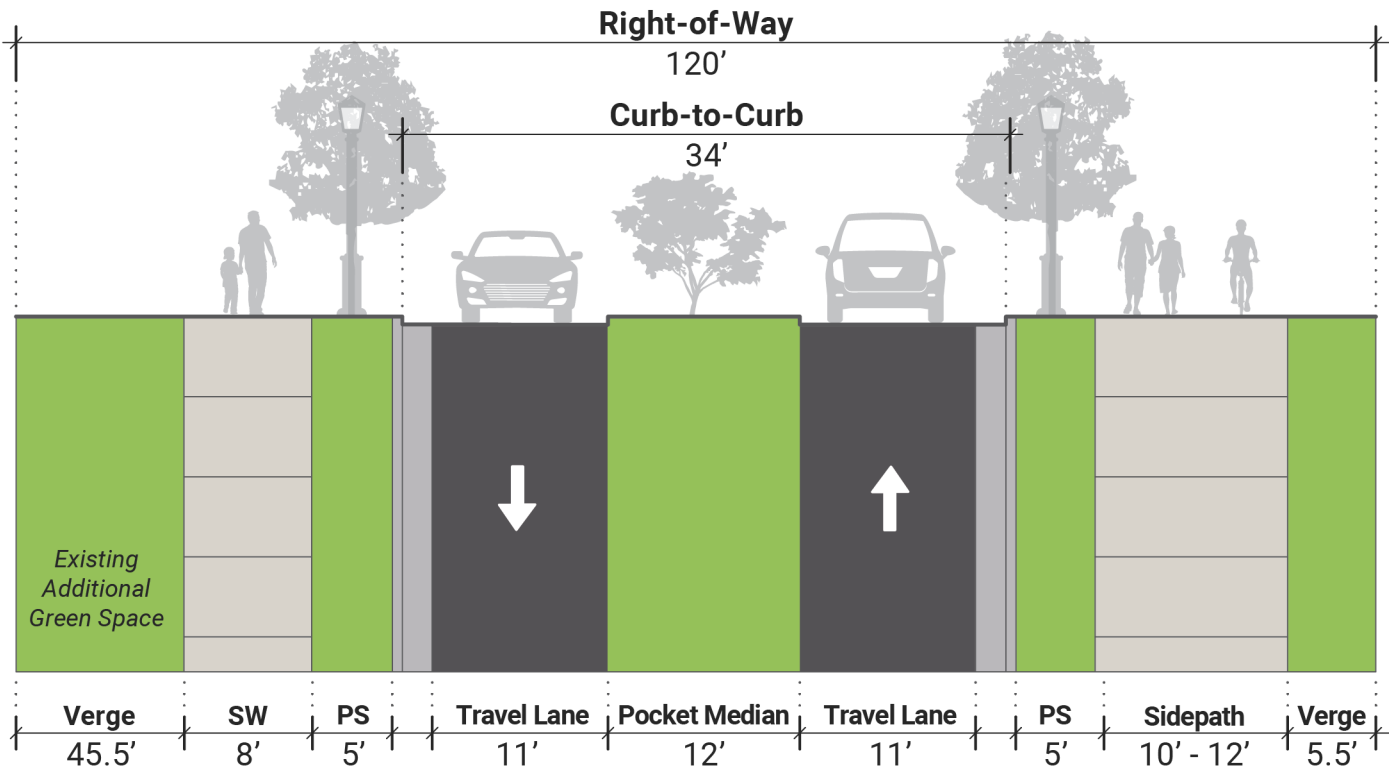 Right-of-Way
120’
Curb-to-Curb
34’
Existing
Additional
Green Space
Verge
45.5’
SW
8’
PS
5’
Travel Lane
11’
Pocket Median
12’
Travel Lane
11’
PS
5’
Sidepath
10’ - 12’
Verge
5.5’